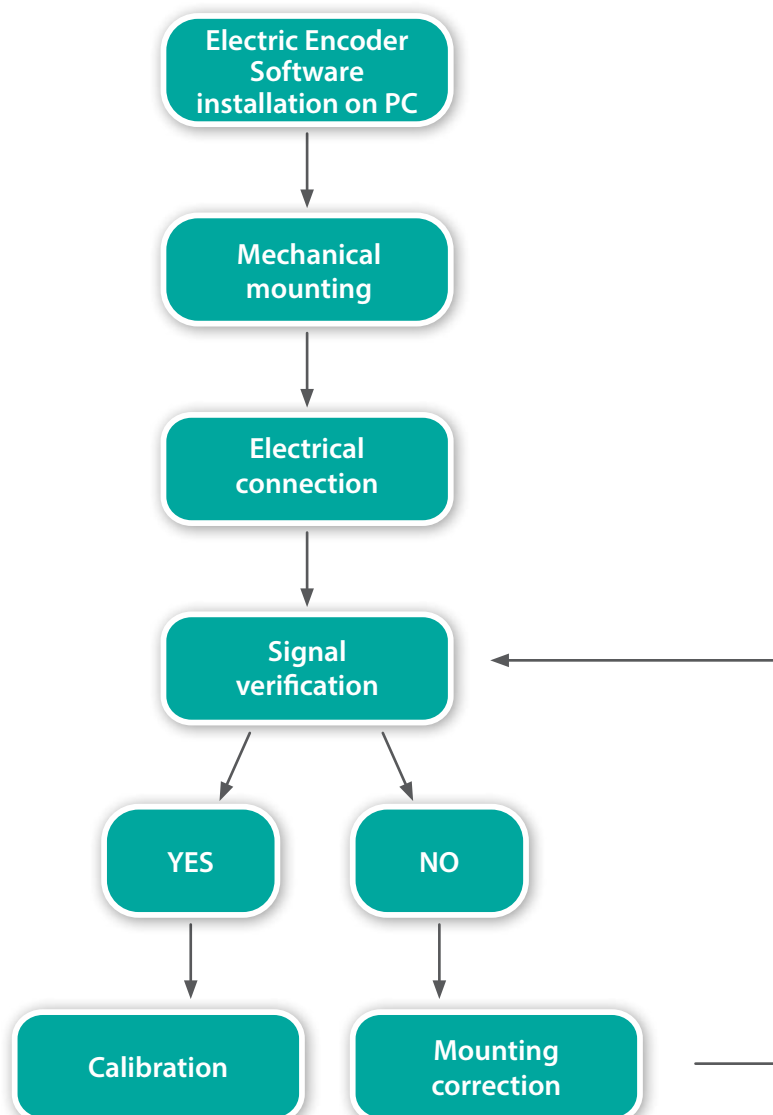 Electric Encoder
Software
installation on PC
Mechanical
mounting
Electrical
connection
Signal
verification
YES
NO
Calibration
Mounting
correction